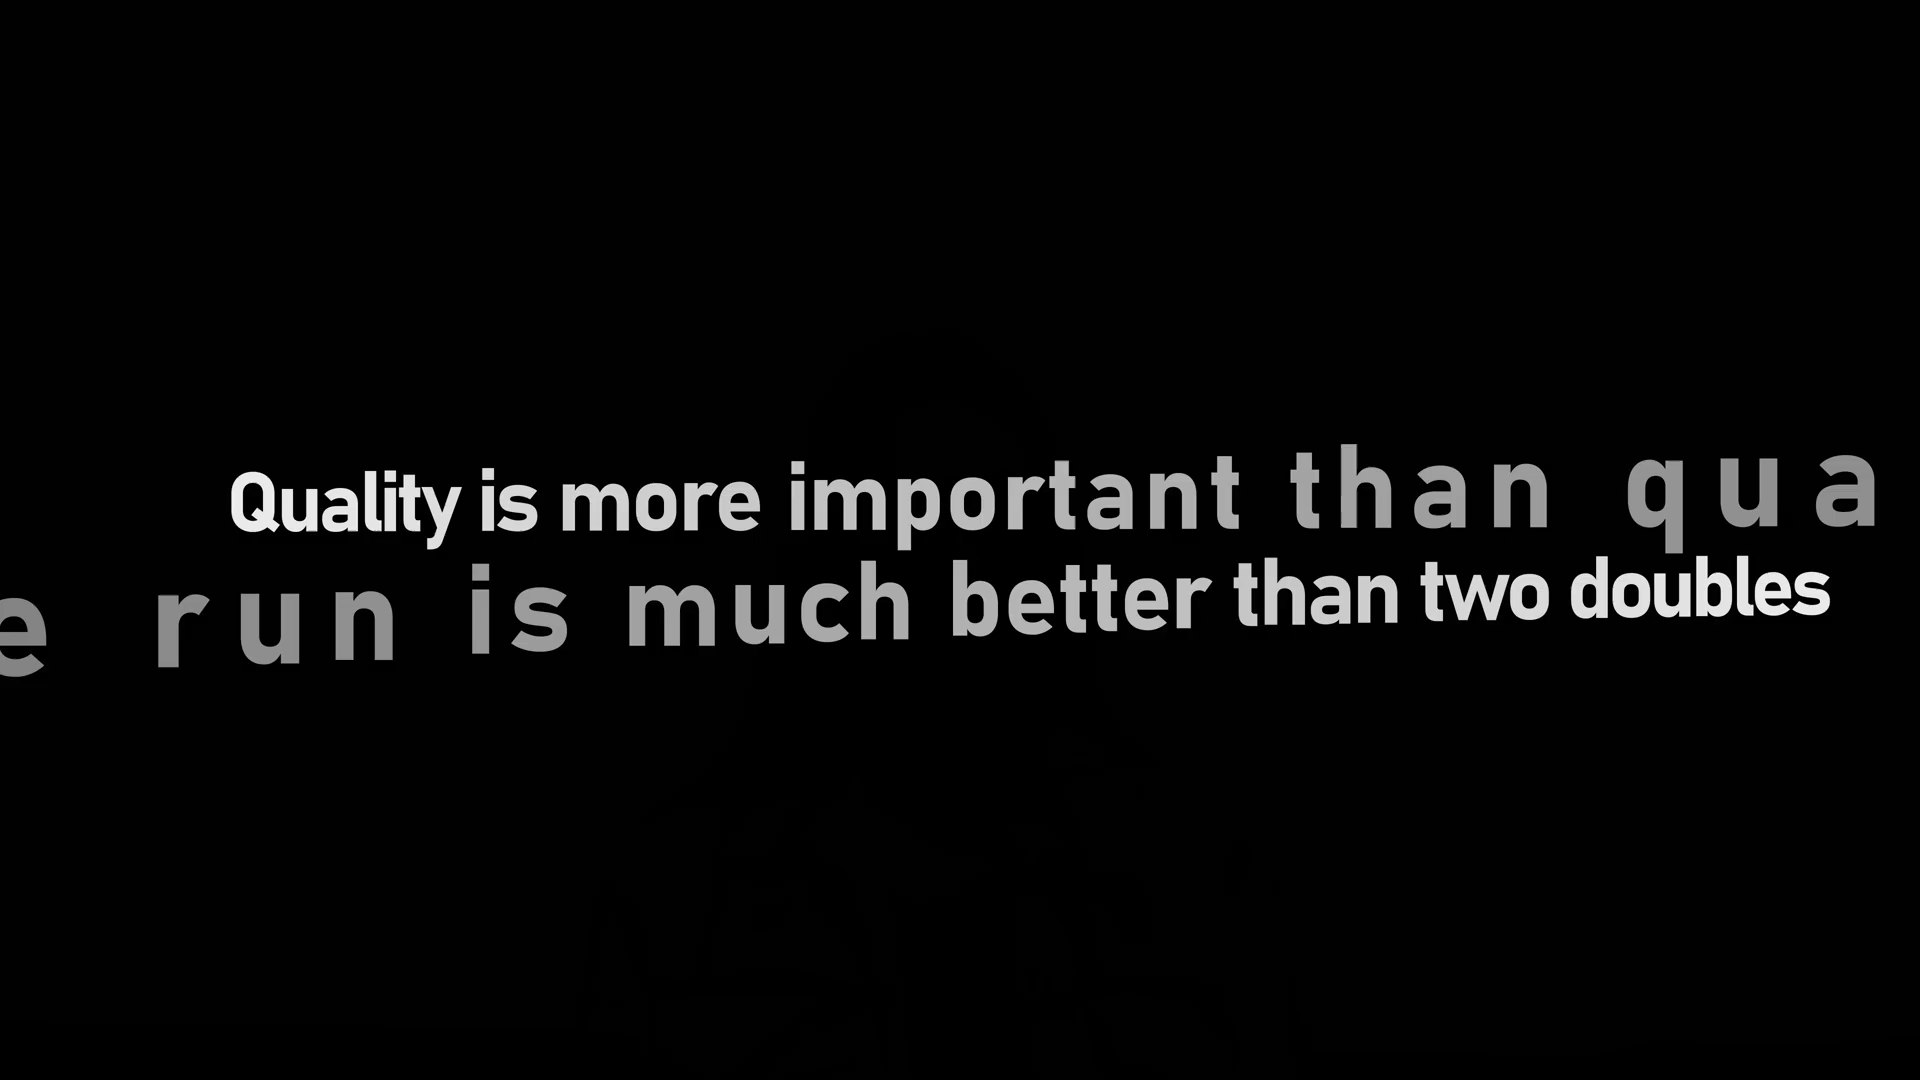 Quality is more important than qua
e run is much better than two doubles